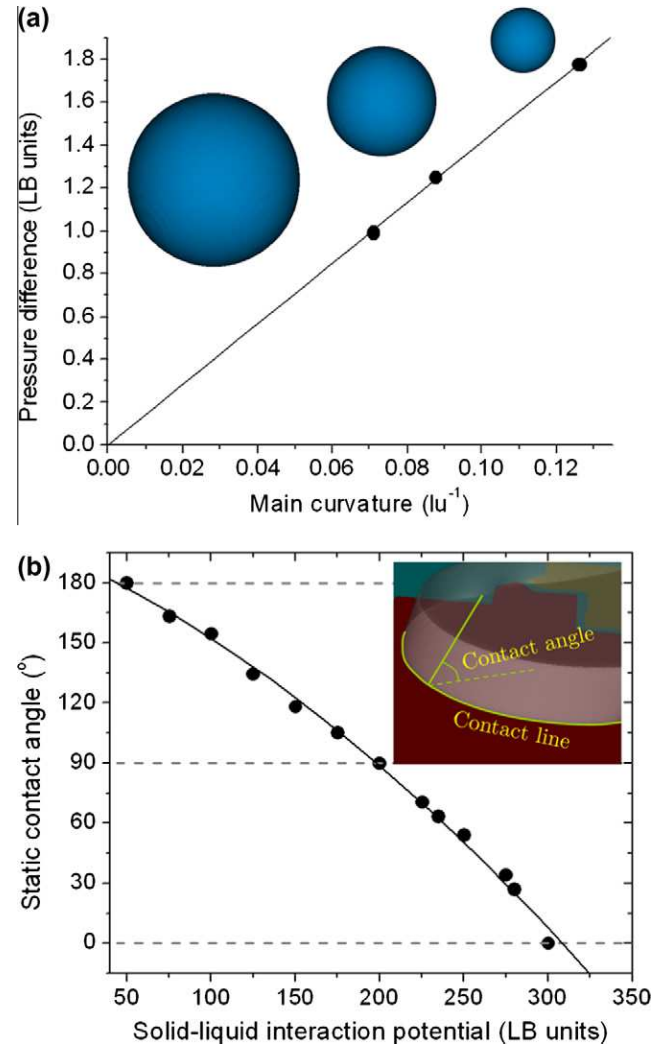 (a)
1.8
1.6
1.4
1.2
1.0
0.8
0.6
0.4
0.2
0.0
Pressure difference (LB units)
0.00 0.02 0.04 0.06 0.08 0.10 0.12
Main curvature (lu⁻¹)
(b)
180
150
120
90
60
30
0
Static contact angle (°)
Contact angle
Contact line
50 100 150 200 250 300 350
Solid-liquid interaction potential (LB units)